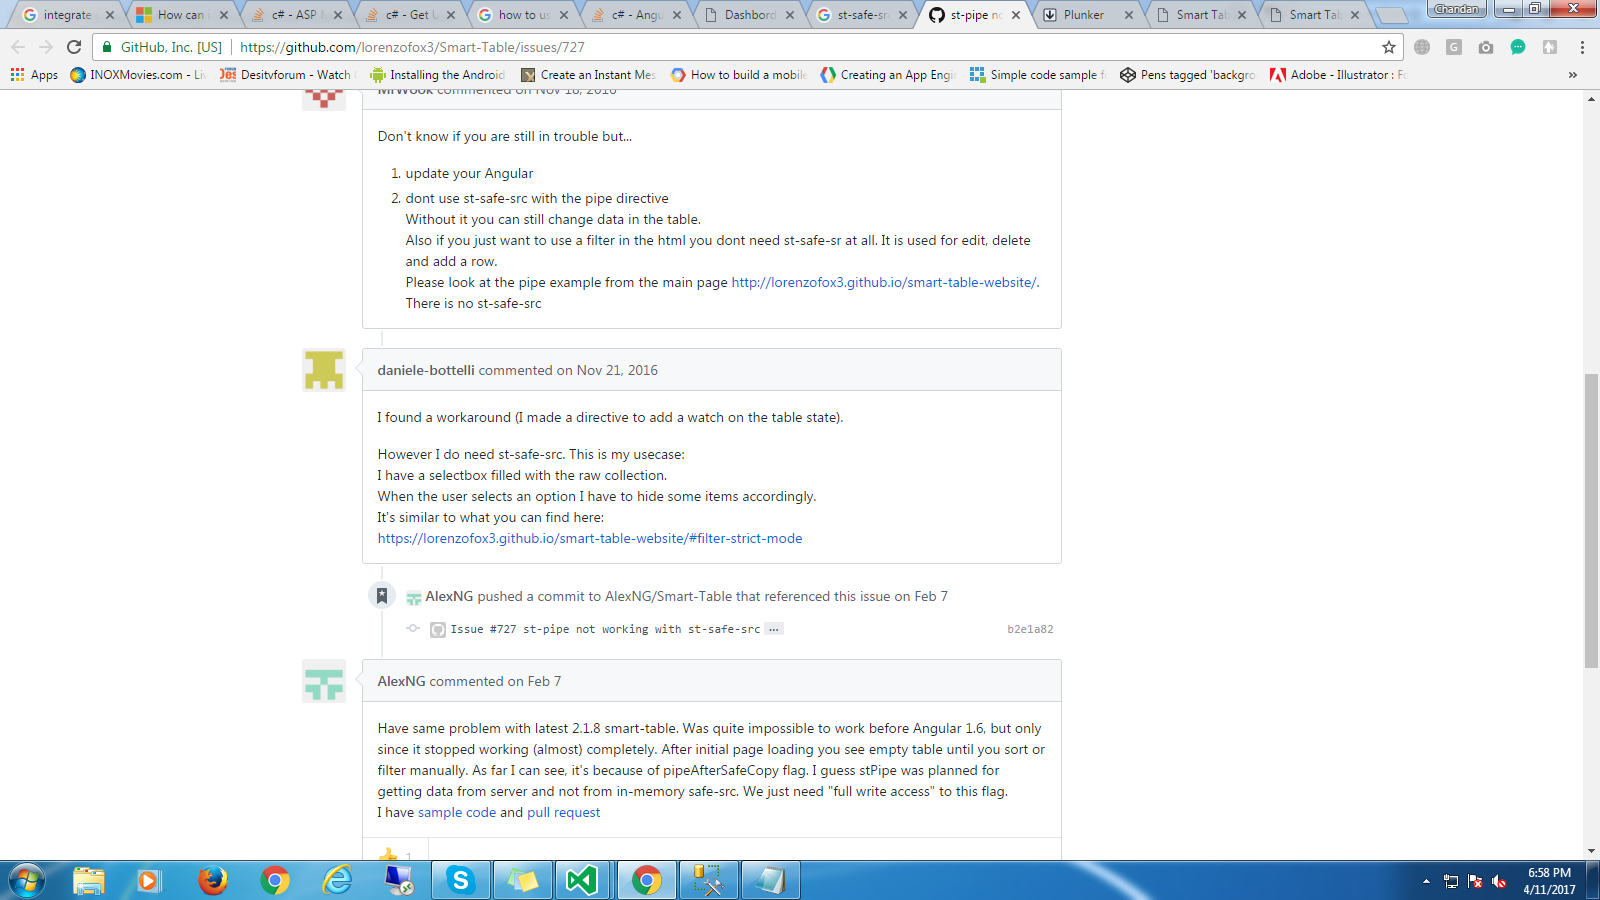 integrate
How can
c# - ASP
c# - Get U
how to us
c# - Angu
Dashbord
st-safe-sr
st-pipe no
Plunker
Smart Tab
Smart Tab
Chandan
GitHub, Inc. [US]
https://github.com/lorenzofox3/Smart-Table/issues/727
Apps
INOXMovies.com - Li
Desitvforum - Watch
Installing the Android
Create an Instant Mes
How to build a mobile
Creating an App Engi
Simple code sample f
Pens tagged 'backgro
Adobe - Illustrator : F
»
MrWook commented on Nov 18, 2016
Don't know if you are still in trouble but...
1. update your Angular
2. dont use st-safe-src with the pipe directive
Without it you can still change data in the table.
Also if you just want to use a filter in the html you dont need st-safe-sr at all. It is used for edit, delete
and add a row.
Please look at the pipe example from the main page http://lorenzofox3.github.io/smart-table-website/.
There is no st-safe-src
daniele-bottelli commented on Nov 21, 2016
I found a workaround (I made a directive to add a watch on the table state).
However I do need st-safe-src. This is my usecase:
I have a selectbox filled with the raw collection.
When the user selects an option I have to hide some items accordingly.
It's similar to what you can find here:
https://lorenzofox3.github.io/smart-table-website/#filter-strict-mode
AlexNG pushed a commit to AlexNG/Smart-Table that referenced this issue on Feb 7
Issue #727 st-pipe not working with st-safe-src ...
b2e1a82
AlexNG commented on Feb 7
Have same problem with latest 2.1.8 smart-table. Was quite impossible to work before Angular 1.6, but only
since it stopped working (almost) completely. After initial page loading you see empty table until you sort or
filter manually. As far I can see, it's because of pipeAfterSafeCopy flag. I guess stPipe was planned for
getting data from server and not from in-memory safe-src. We just need "full write access" to this flag.
I have sample code and pull request
1
6:58 PM
4/11/2017